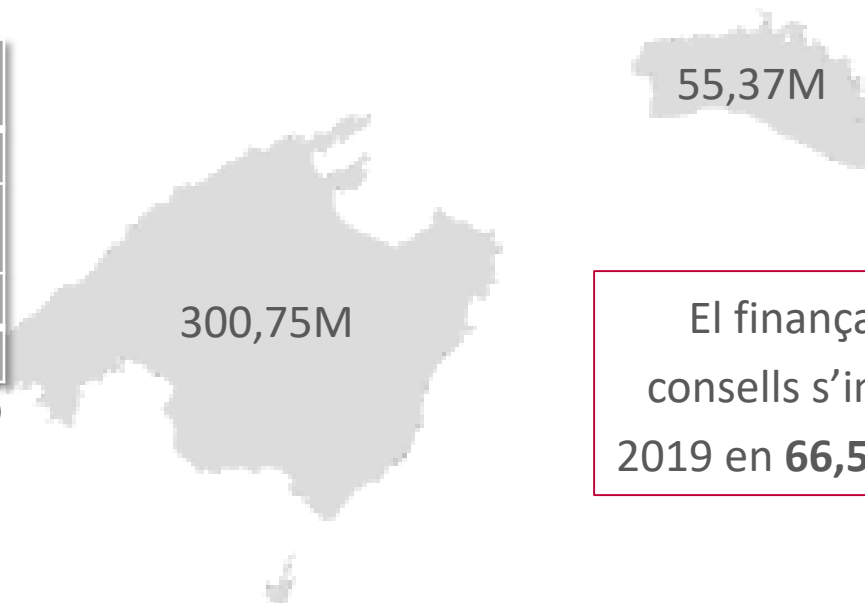 55,37M
300,75M
El finança
consells s’in
2019 en 66,5